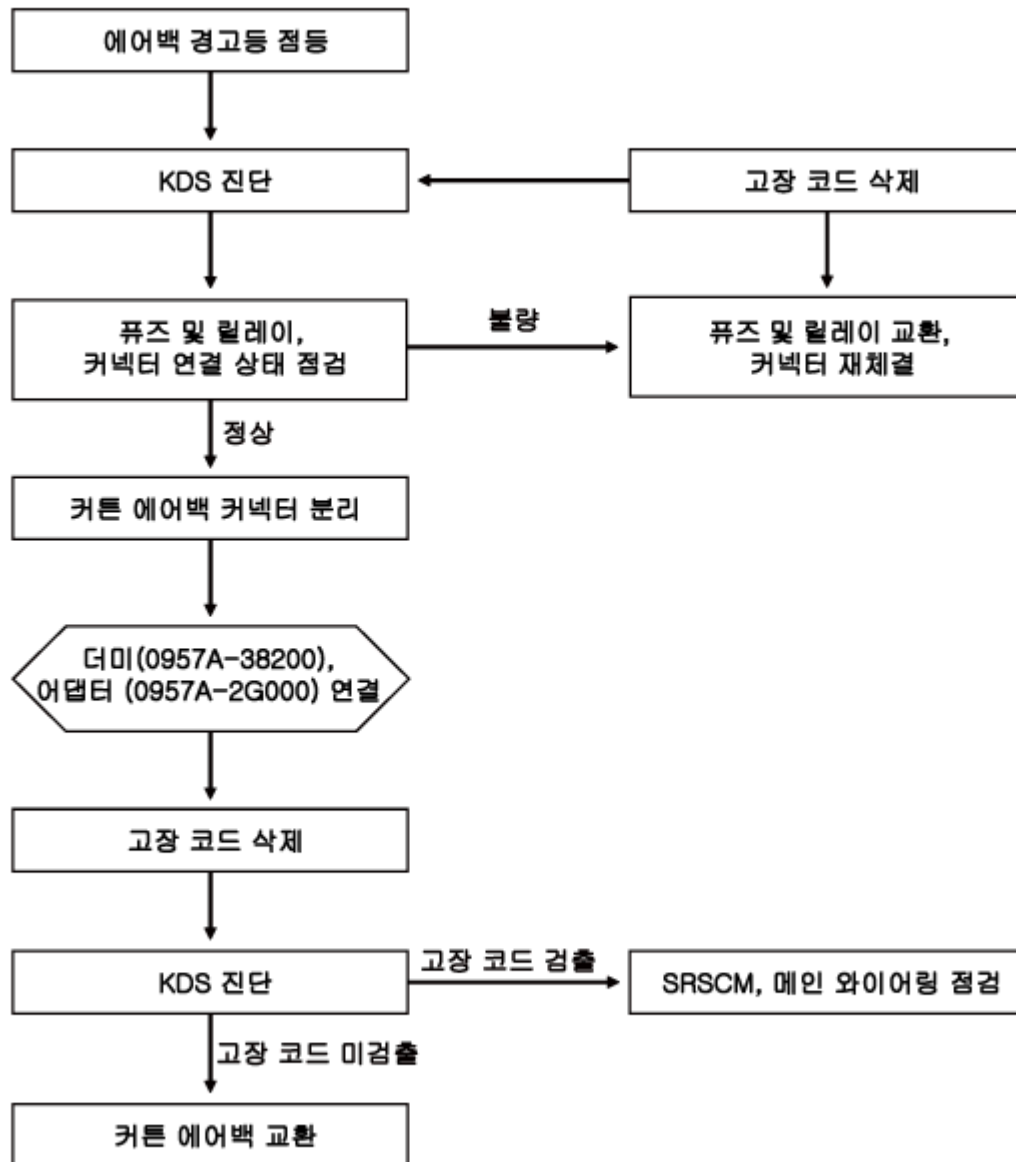 에어백 경고등 점등
KDS 진단
고장 코드 삭제
퓨즈 및 릴레이,
커넥터 연결 상태 점검
불량
퓨즈 및 릴레이 교환,
커넥터 재체결
정상
커튼 에어백 커넥터 분리
더미(0957A-38200),
어댑터 (0957A-2G000) 연결
고장 코드 삭제
KDS 진단
고장 코드 검출
SRSCM, 메인 와이어링 점검
고장 코드 미검출
커튼 에어백 교환